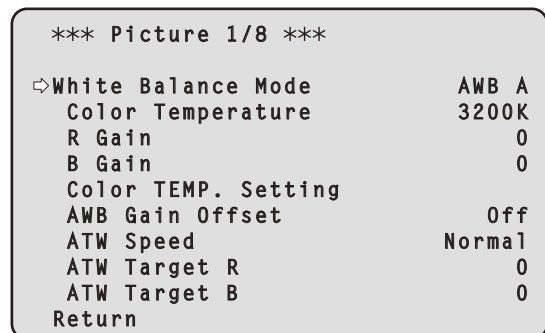 *** Picture 1/8 ***
⇨White Balance Mode AWB A
Color Temperature 3200K
R Gain 0
B Gain 0
Color TEMP. Setting
AWB Gain Offset Off
ATW Speed Normal
ATW Target R 0
ATW Target B 0
Return